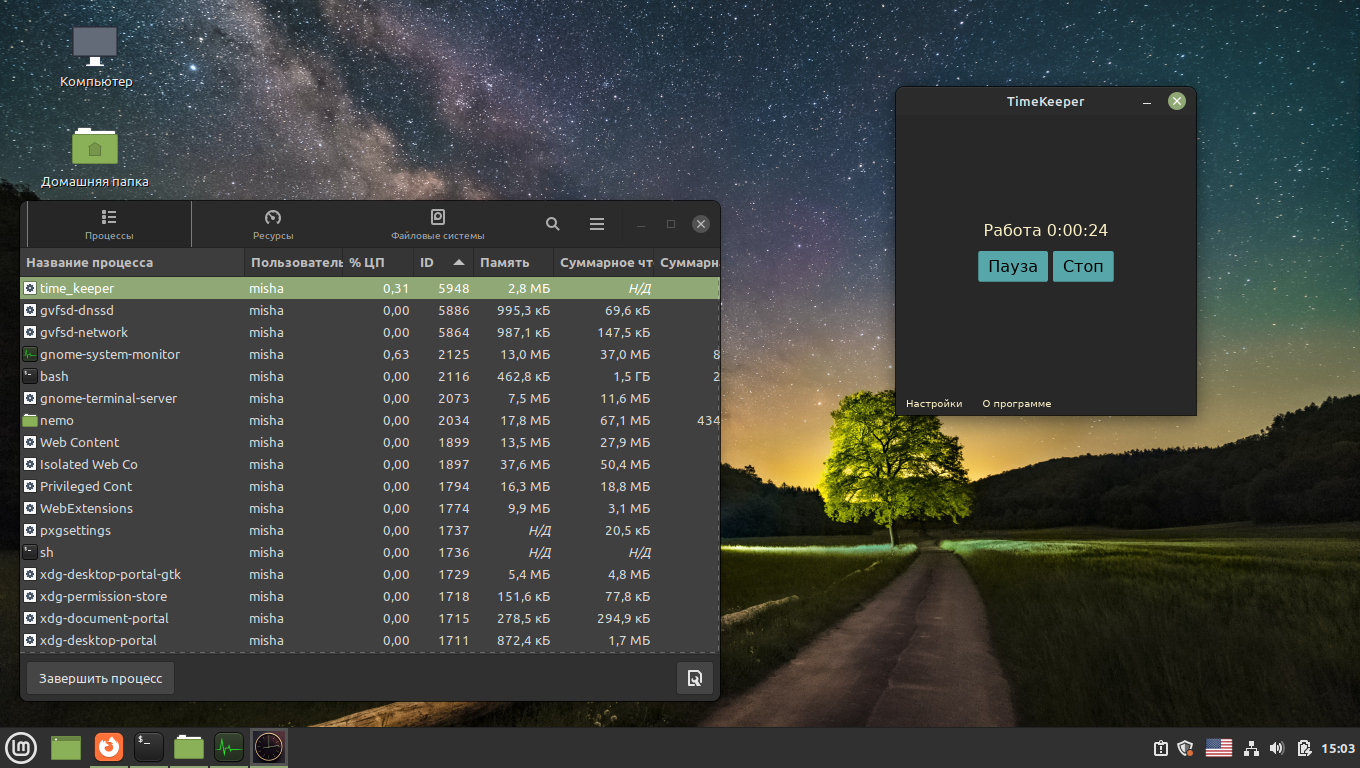 Компьютер
Домашняя папка
TimeKeeper
Работа 0:00:24
Пауза Стоп
Настройки О программе
Процессы Ресурсы Файловые системы
Название процесса Пользователь % ЦП ID Память Суммарное чт Суммарн
time_keeper misha 0,31 5948 2,8 МБ Н/Д
gvfsd-dnssd misha 0,00 5886 995,3 кБ 69,6 кБ
gvfsd-network misha 0,00 5864 987,1 кБ 147,5 кБ
gnome-system-monitor misha 0,63 2125 13,0 МБ 37,0 МБ 8
bash misha 0,00 2116 462,8 кБ 1,5 ГБ 2
gnome-terminal-server misha 0,00 2073 7,5 МБ 11,6 МБ
nemo misha 0,00 2034 17,8 МБ 67,1 МБ 434
Web Content misha 0,00 1899 13,5 МБ 27,9 МБ
Isolated Web Co misha 0,00 1897 37,6 МБ 50,4 МБ
Privileged Cont misha 0,00 1794 16,3 МБ 18,8 МБ
WebExtensions misha 0,00 1774 9,9 МБ 3,1 МБ
pxgsettings misha 0,00 1737 Н/Д 20,5 кБ
sh misha 0,00 1736 Н/Д Н/Д
xdg-desktop-portal-gtk misha 0,00 1729 5,4 МБ 4,8 МБ
xdg-permission-store misha 0,00 1718 151,6 кБ 77,8 кБ
xdg-document-portal misha 0,00 1715 278,5 кБ 294,9 кБ
xdg-desktop-portal misha 0,00 1711 872,4 кБ 1,7 МБ
Завершить процесс
15:03